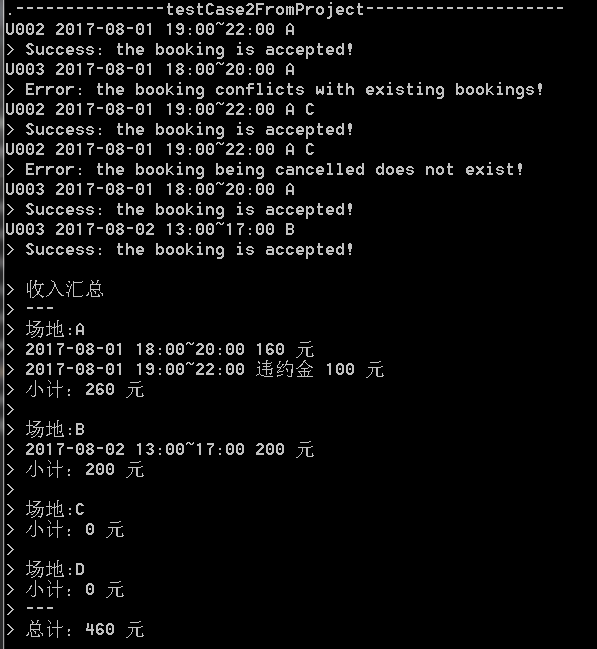 .---------------testCase2FromProject--------------------
U002 2017-08-01 19:00~22:00 A
> Success: the booking is accepted!
U003 2017-08-01 18:00~20:00 A
> Error: the booking conflicts with existing bookings!
U002 2017-08-01 19:00~22:00 A C
> Success: the booking is accepted!
U002 2017-08-01 19:00~22:00 A C
> Error: the booking being cancelled does not exist!
U003 2017-08-01 18:00~20:00 A
> Success: the booking is accepted!
U003 2017-08-02 13:00~17:00 B
> Success: the booking is accepted!

> 收入汇总
> ---
> 场地:A
> 2017-08-01 18:00~20:00 160 元
> 2017-08-01 19:00~22:00 违约金 100 元
> 小计: 260 元
>
> 场地:B
> 2017-08-02 13:00~17:00 200 元
> 小计: 200 元
>
> 场地:C
> 小计: 0 元
>
> 场地:D
> 小计: 0 元
> ---
> 总计: 460 元